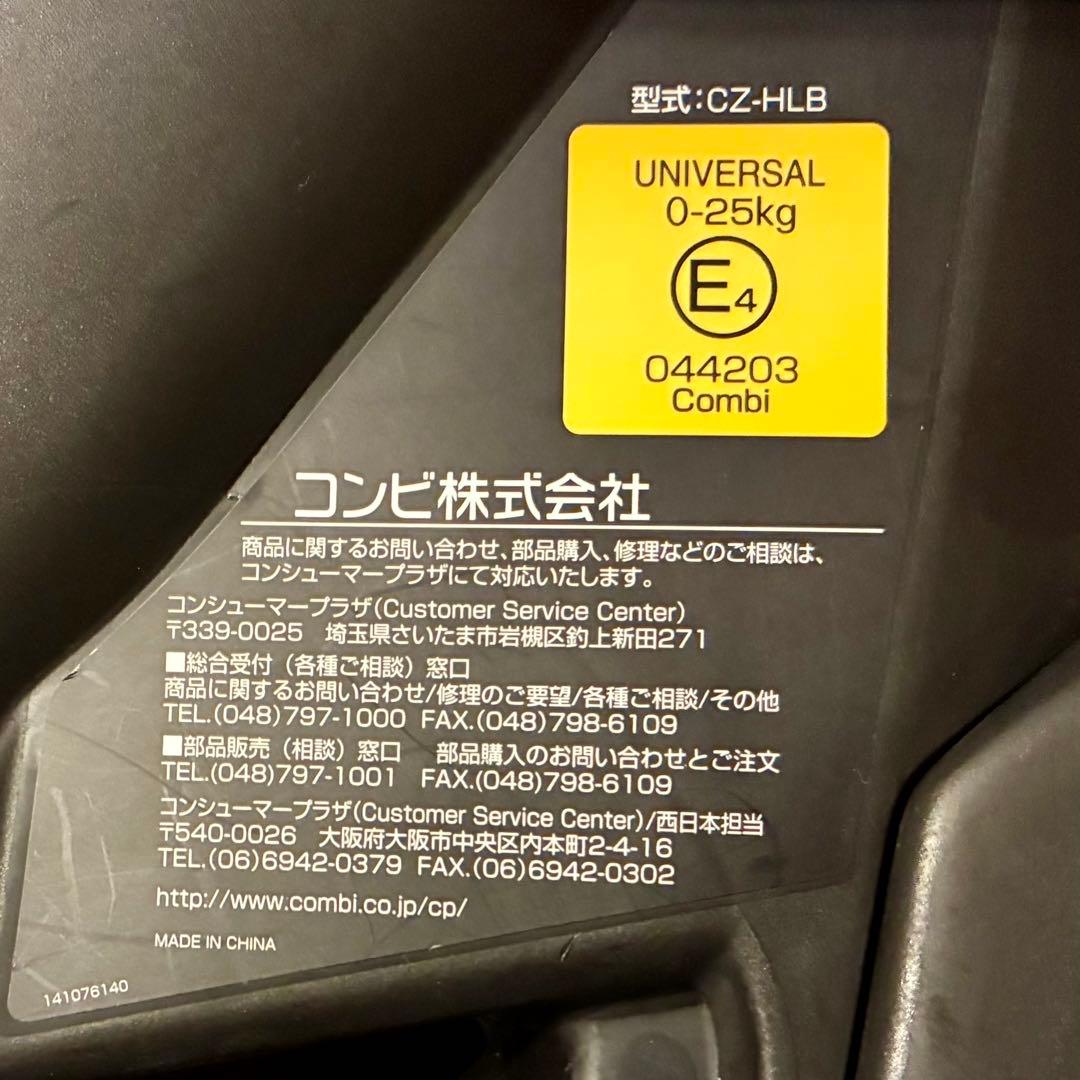 型式:CZ-HLB
UNIVERSAL
0-25kg
E4
044203
Combi
コンビ株式会社
商品に関するお問い合わせ、部品購入、修理などのご相談は、
コンシューマープラザにて対応いたします。
コンシューマープラザ(Customer Service Center)
〒339-0025 埼玉県さいたま市岩槻区釣上新田271
■総合受付（各種ご相談）窓口
商品に関するお問い合わせ/修理のご要望/各種ご相談/その他
TEL.(048)797-1000 FAX.(048)798-6109
■部品販売（相談）窓口 部品購入のお問い合わせとご注文
TEL.(048)797-1001 FAX.(048)798-6109
コンシューマープラザ(Customer Service Center)/西日本担当
〒540-0026 大阪府大阪市中央区内本町2-4-16
TEL.(06)6942-0379 FAX.(06)6942-0302
http://www.combi.co.jp/cp/
MADE IN CHINA
141076140